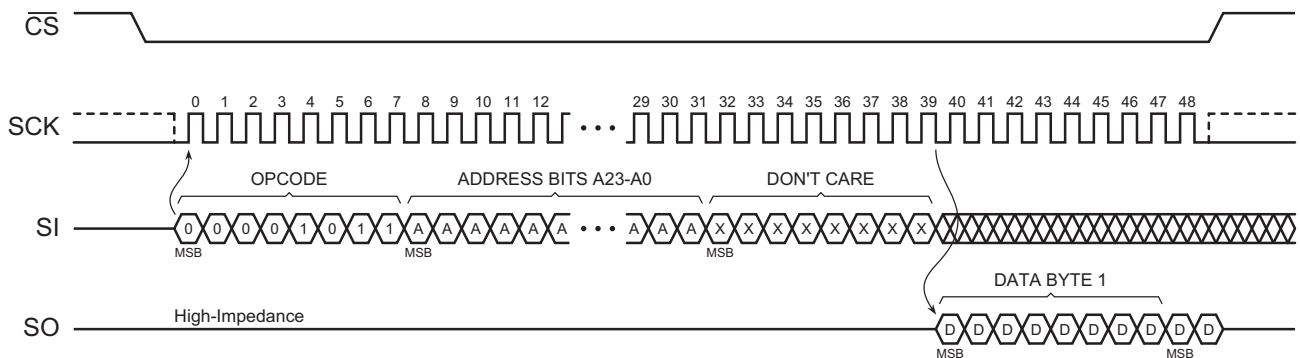 CS
SCK
0 1 2 3 4 5 6 7 8 9 10 11 12 29 30 31 32 33 34 35 36 37 38 39 40 41 42 43 44 45 46 47 48
OPCODE ADDRESS BITS A23-A0 DON'T CARE
SI
0 0 0 0 1 0 1 1 A A A A A A A A A X X X X X X X X
MSB MSB MSB
DATA BYTE 1
SO
High-Impedance
D D D D D D D D D D
MSB MSB